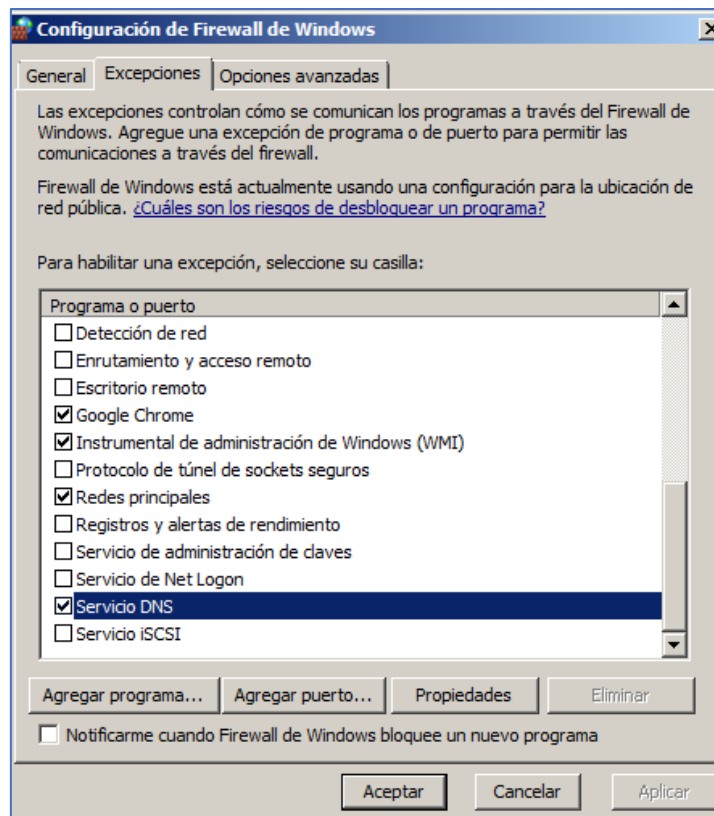 Configuración de Firewall de Windows
General Excepciones Opciones avanzadas
Las excepciones controlan cómo se comunican los programas a través del Firewall de
Windows. Agregue una excepción de programa o de puerto para permitir las
comunicaciones a través del firewall.
Firewall de Windows está actualmente usando una configuración para la ubicación de
red pública. ¿Cuáles son los riesgos de desbloquear un programa?
Para habilitar una excepción, seleccione su casilla:
Programa o puerto
Detección de red
Enrutamiento y acceso remoto
Escritorio remoto
Google Chrome
Instrumental de administración de Windows (WMI)
Protocolo de túnel de sockets seguros
Redes principales
Registros y alertas de rendimiento
Servicio de administración de claves
Servicio de Net Logon
Servicio DNS
Servicio iSCSI
Agregar programa... Agregar puerto... Propiedades Eliminar
Notificarme cuando Firewall de Windows bloquee un nuevo programa
Aceptar Cancelar Aplicar